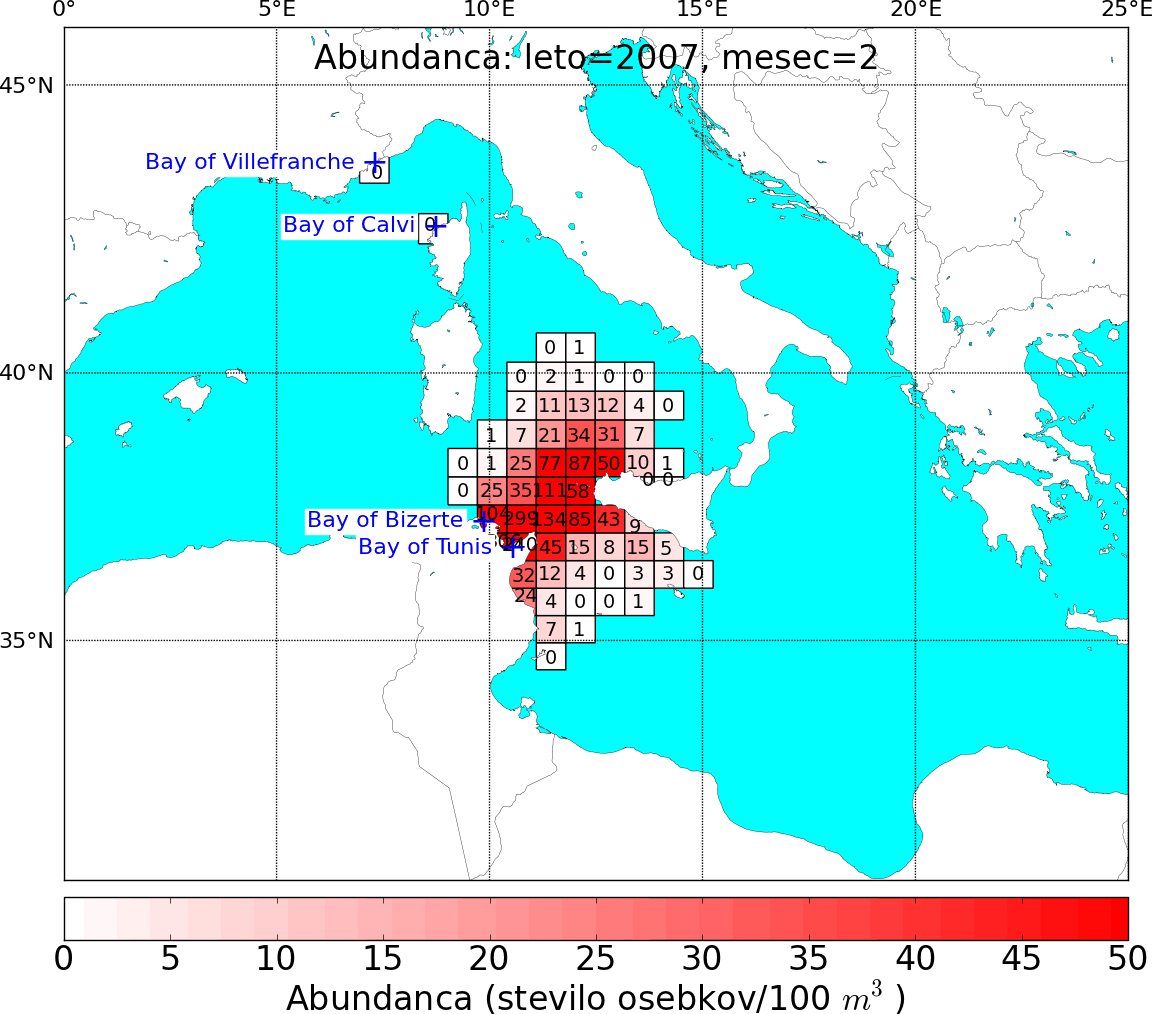 0° 5°E 10°E 15°E 20°E 25°E
Abundanca: leto=2007, mesec=2
45°N
Bay of Villefranche
0
Bay of Calvi 0
0 1
40°N 0 2 1 0 0
2 11 13 12 4 0
1 7 21 34 31 7
0 1 25 77 87 50 10 1
0 0
0 25 35 111 58
104 299 134 85 43 9
Bay of Bizerte
Bay of Tunis 45 15 8 15 5
32 12 4 0 3 3 0
24 4 0 0 1
7 1
35°N
0
0 5 10 15 20 25 30 35 40 45 50
Abundanca (stevilo osebkov/100 m³ )